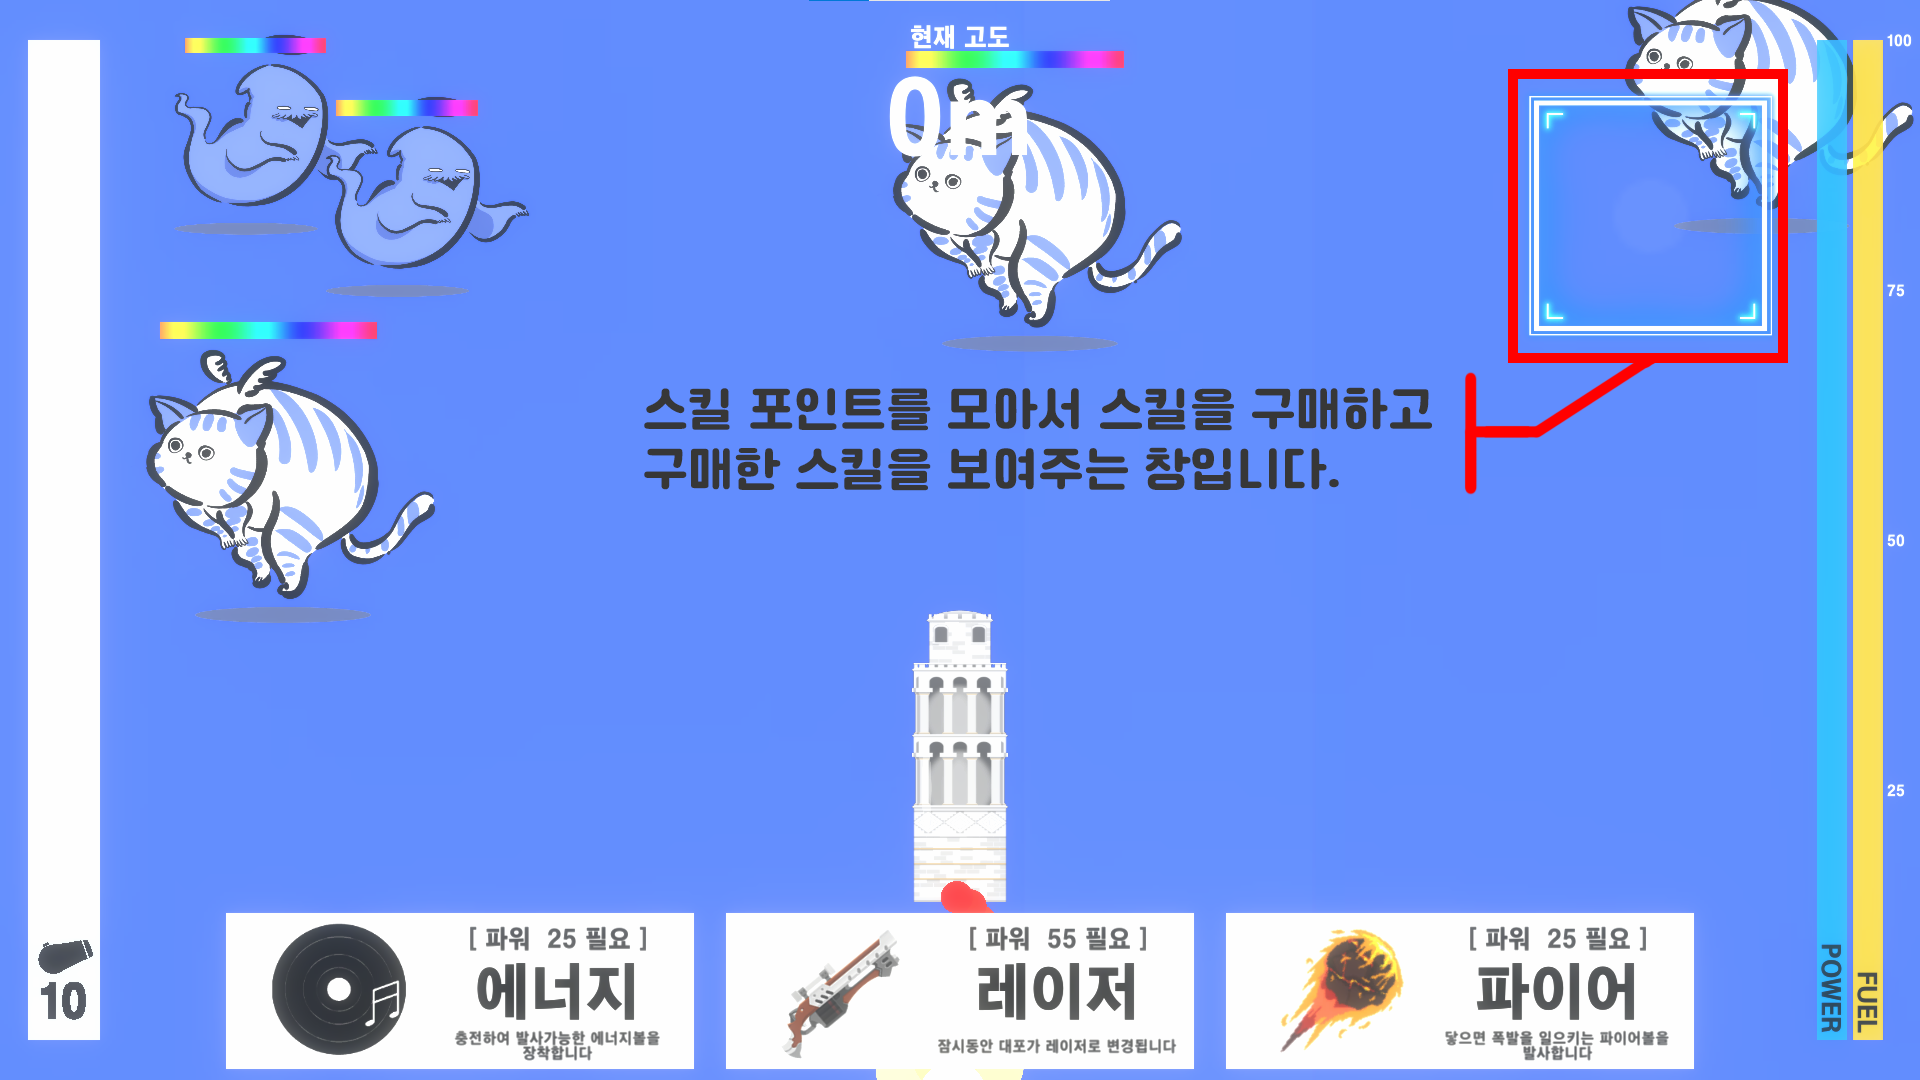 현재 고도
0m
100
75
스킬 포인트를 모아서 스킬을 구매하고
구매한 스킬을 보여주는 창입니다.
50
25
10
[ 파워 25 필요 ]
에너지
충전하여 발사가능한 에너지볼을
장착합니다
[ 파워 55 필요 ]
레이저
잠시동안 대포가 레이저로 변경됩니다
[ 파워 25 필요 ]
파이어
닿으면 폭발을 일으키는 파이어볼을
발사합니다
POWER
FUEL